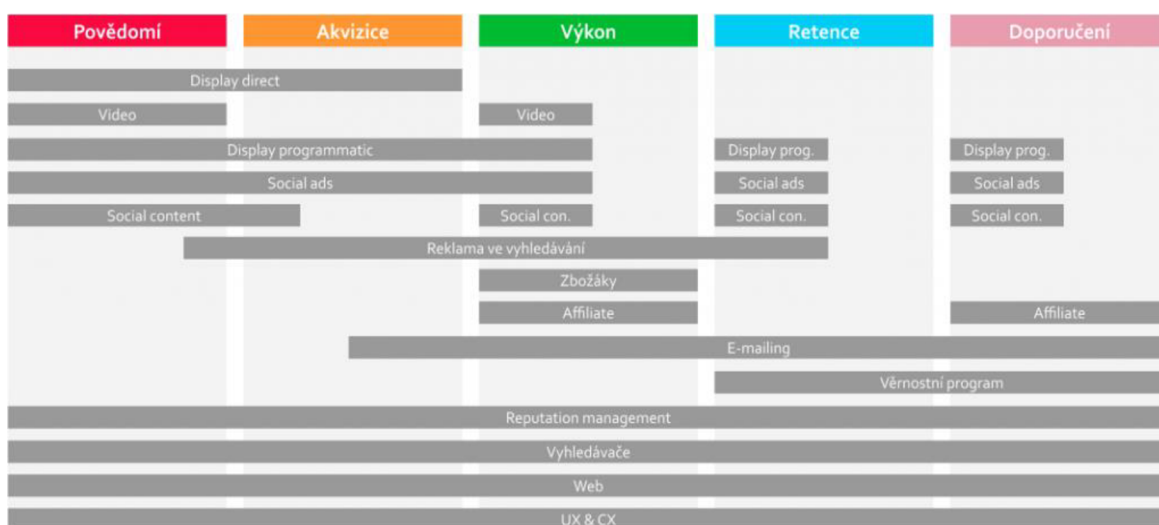 Povědomí Akvizice Výkon Retence Doporučení
Display direct
Video Video
Display programmatic Display prog. Display prog.
Social ads Social ads Social ads
Social content Social con. Social con. Social con.
Reklama ve vyhledávání
Zbožáky
Affiliate Affiliate
E-mailing
Věrnostní program
Reputation management
Vyhledávače
Web
UX & CX